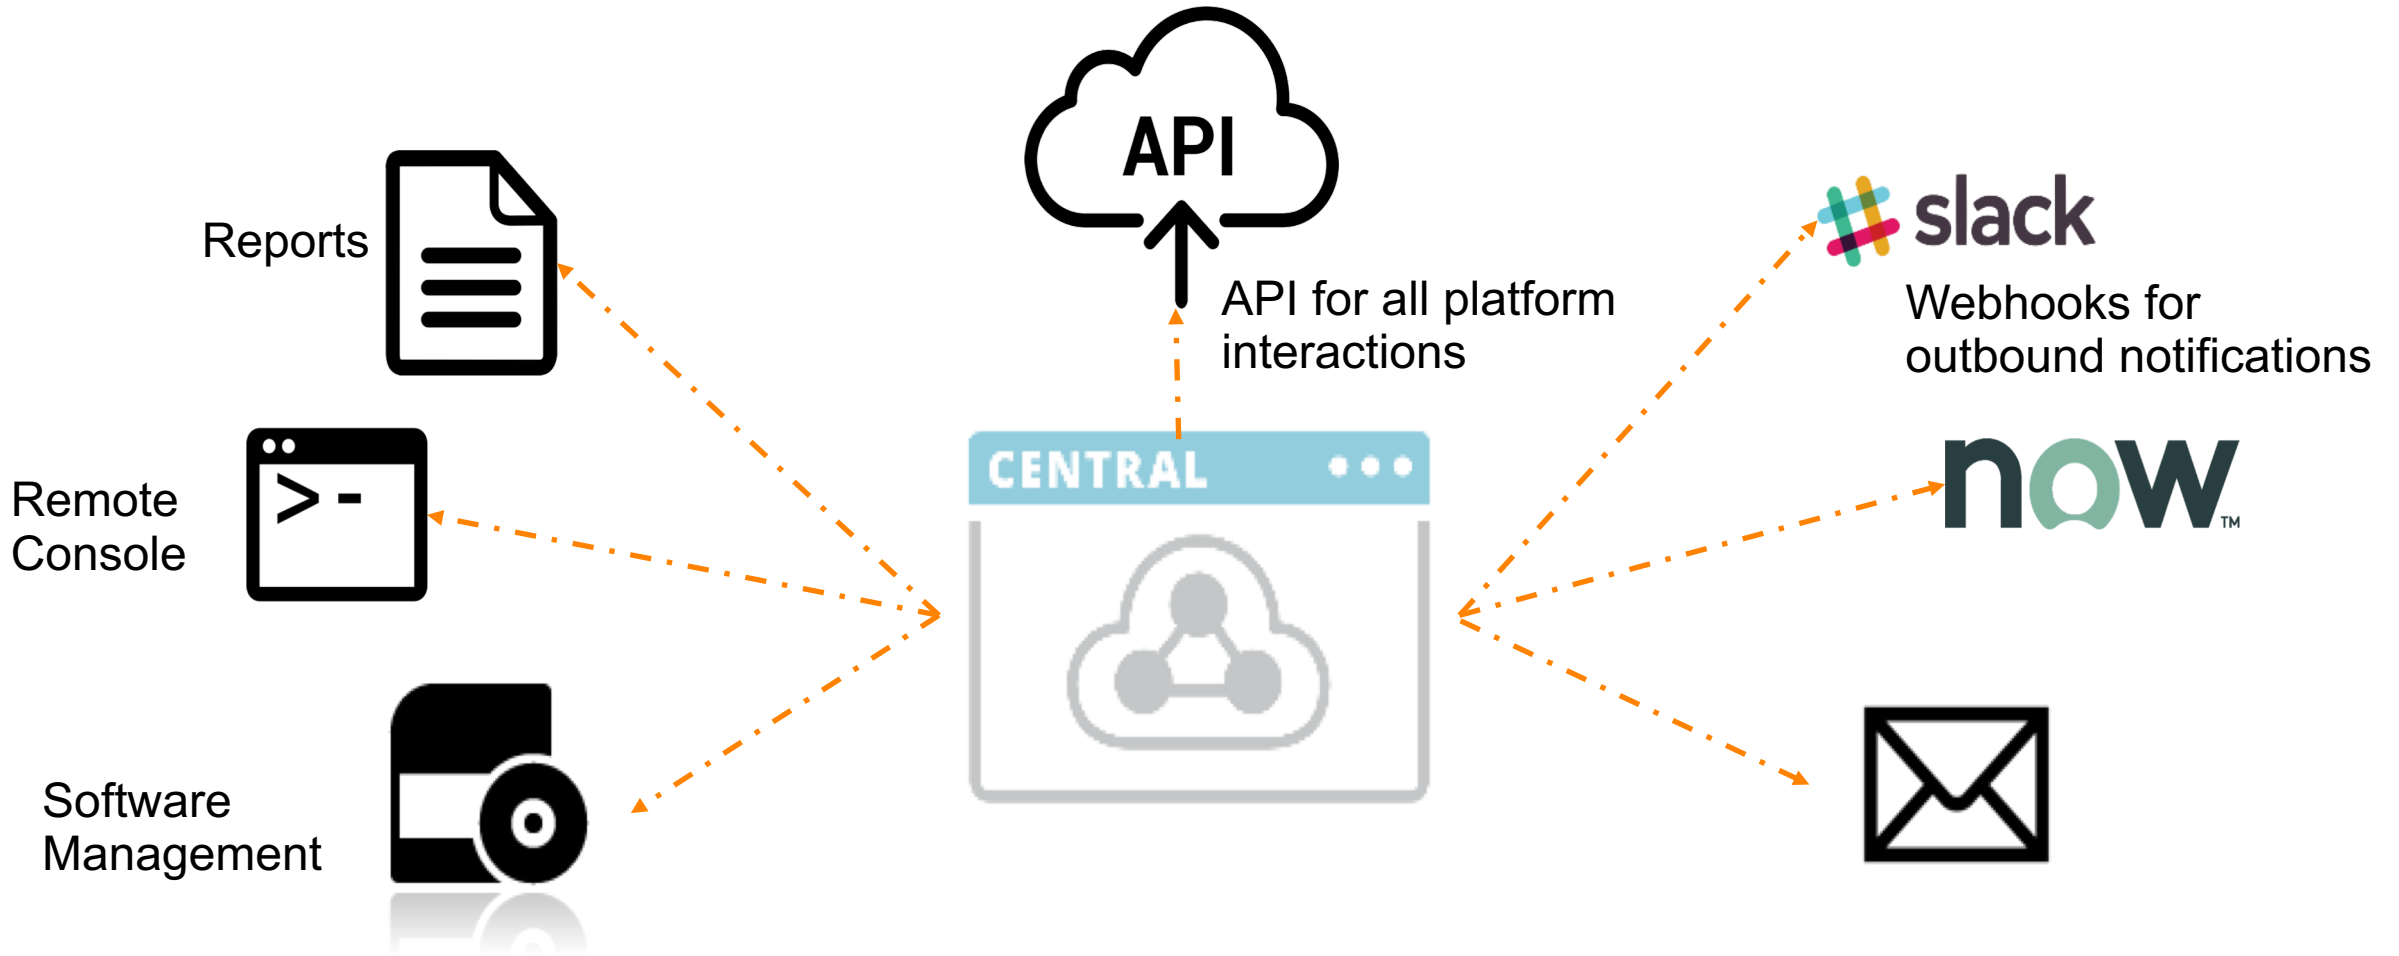 API
Reports
slack
API for all platform
interactions
Webhooks for
outbound notifications
CENTRAL
now
TM
>-
Remote
Console
Software
Management